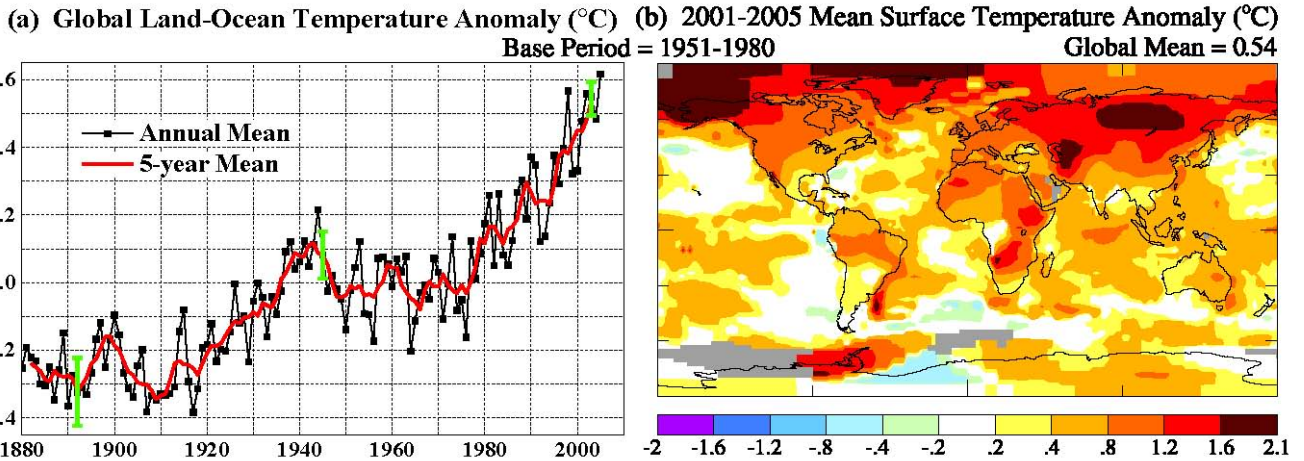 (a) Global Land-Ocean Temperature Anomaly (°C)
(b) 2001-2005 Mean Surface Temperature Anomaly (°C)
Base Period = 1951-1980
Global Mean = 0.54
.6
.4
.2
.0
.2
.4
Annual Mean
5-year Mean
1880 1900 1920 1940 1960 1980 2000
-2 -1.6 -1.2 -.8 -.4 -.2 .2 .4 .8 1.2 1.6 2.1